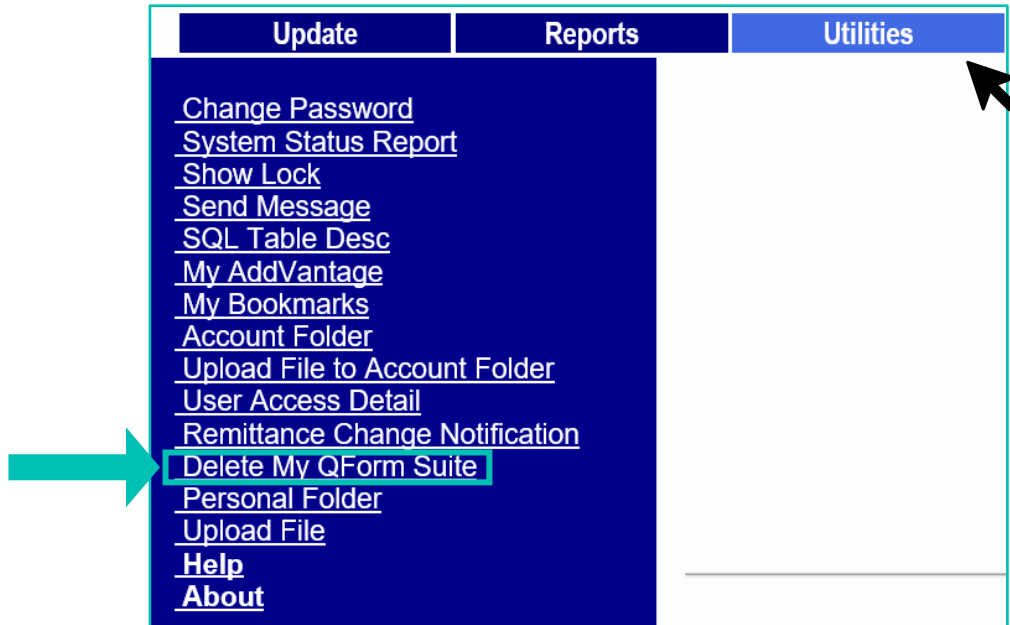 Update Reports Utilities
Change Password
System Status Report
Show Lock
Send Message
SQL Table Desc
My AddVantage
My Bookmarks
Account Folder
Upload File to Account Folder
User Access Detail
Remittance Change Notification
Delete My QForm Suite
Personal Folder
Upload File
Help
About